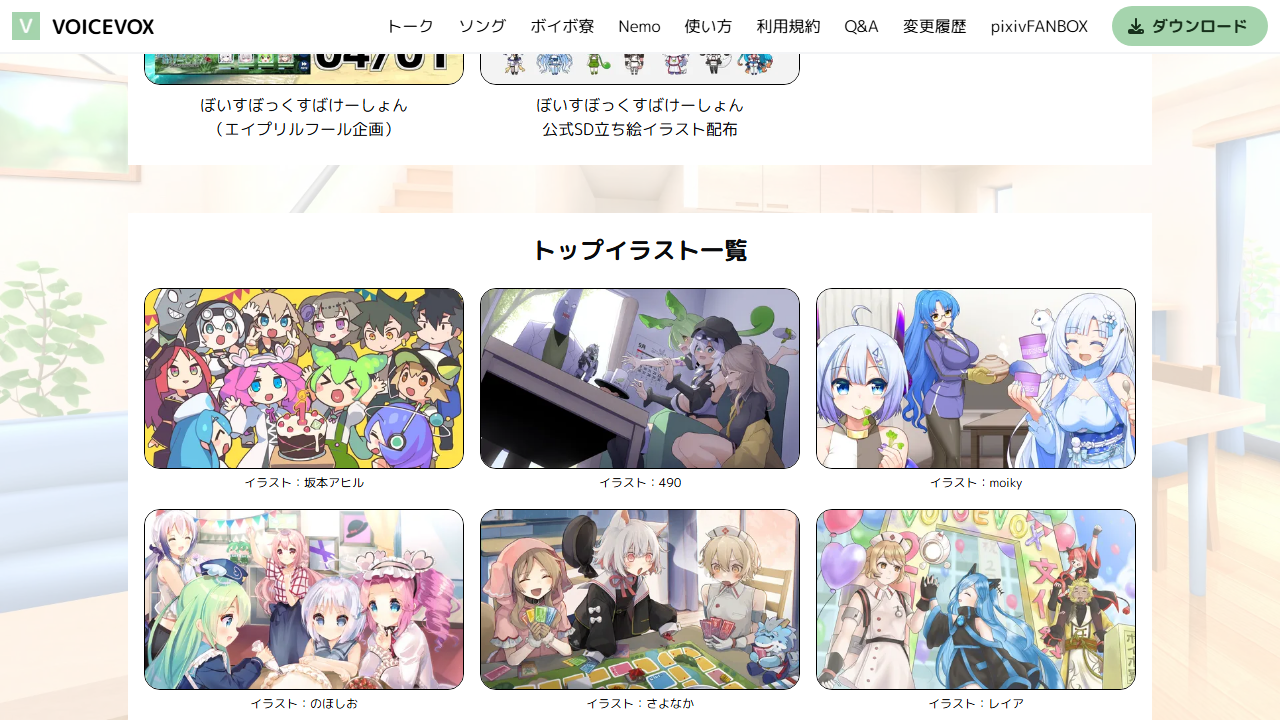 V VOICEVOX トーク ソング ボイボ寮 Nemo 使い方 利用規約 Q&A 変更履歴 pixivFANBOX ダウンロード
04/01
ぼいすぼっくすばけーしょん
（エイプリルフール企画）
ぼいすぼっくすばけーしょん
公式SD立ち絵イラスト配布
トップイラスト一覧
イラスト：坂本アヒル
イラスト：490
イラスト：moiky
VOICEVOX
イラスト：のほしお
イラスト：さよなか
イラスト：レイア